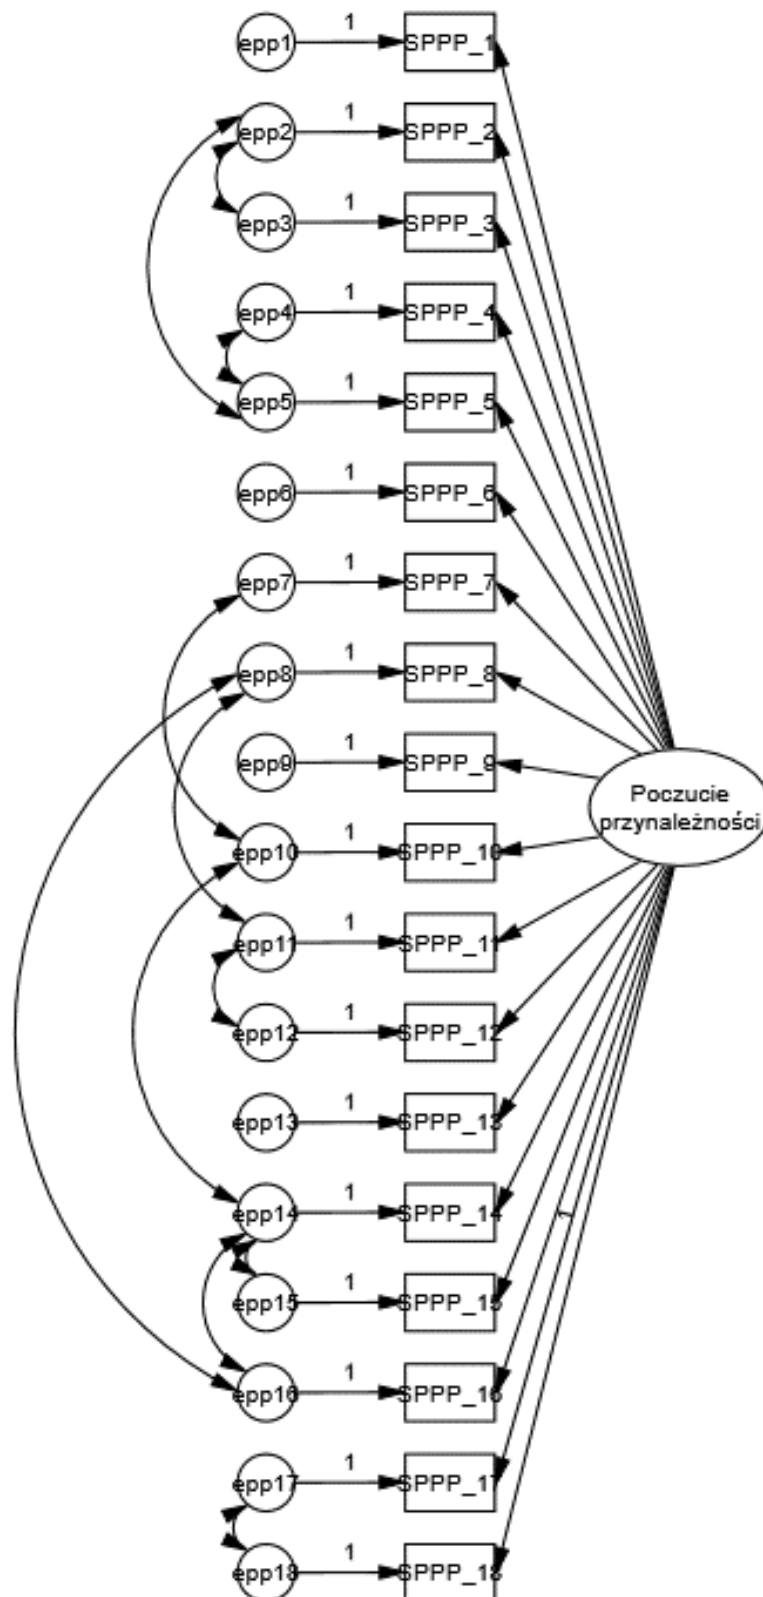 epp1 1 SPPP_1
epp2 1 SPPP_2
epp3 1 SPPP_3
epp4 1 SPPP_4
epp5 1 SPPP_5
epp6 1 SPPP_6
epp7 1 SPPP_7
epp8 1 SPPP_8
epp9 1 SPPP_9
Poczucie
przynależności
epp10 1 SPPP_10
epp11 1 SPPP_11
epp12 1 SPPP_12
epp13 1 SPPP_13
epp14 1 SPPP_14
1
epp15 1 SPPP_15
epp16 1 SPPP_16
epp17 1 SPPP_17
epp18 1 SPPP_18